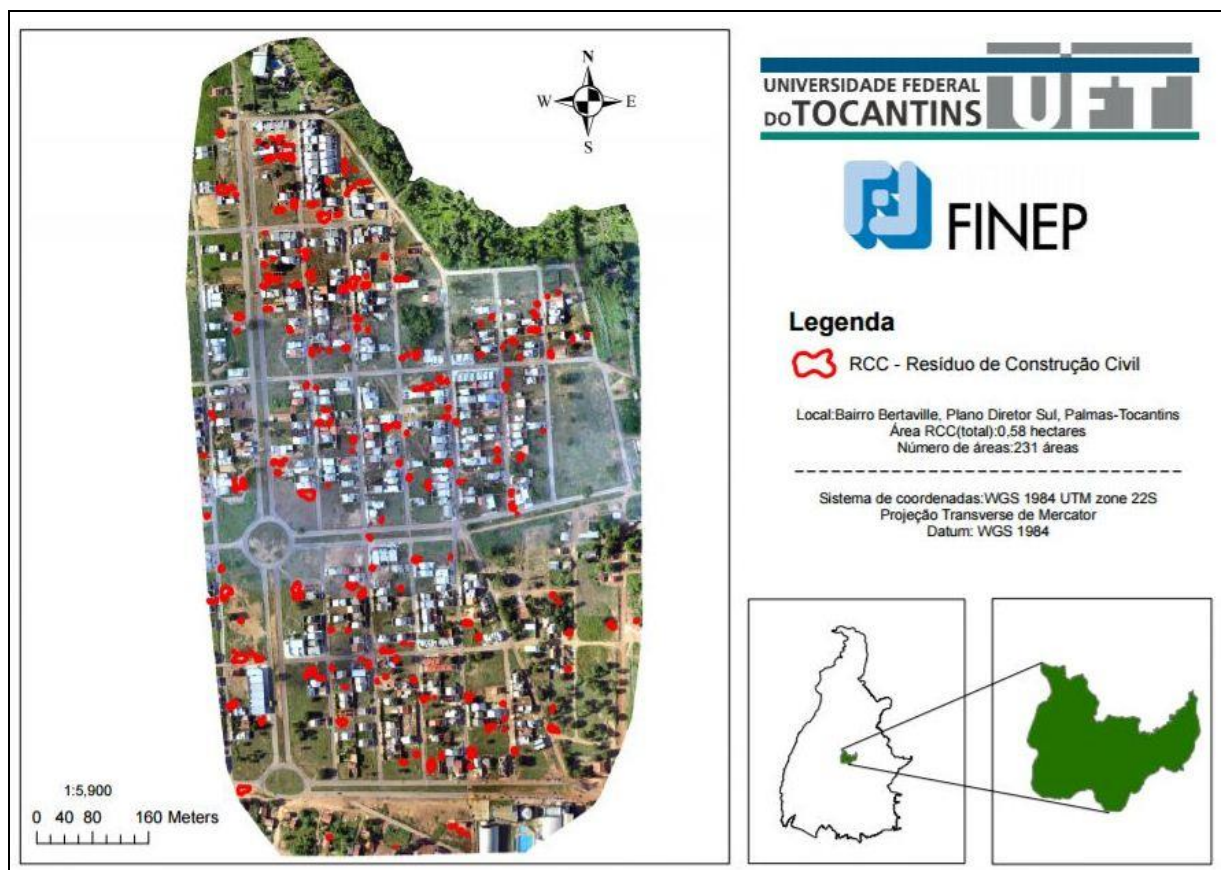 N
W
E
S
1:5,900
0 40 80 160 Meters
UNIVERSIDADE FEDERAL
DO TOCANTINS
UFT
FINEP
Legenda
RCC - Resíduo de Construção Civil
Local:Bairro Bertaville, Plano Diretor Sul, Palmas-Tocantins
Área RCC(total):0,58 hectares
Número de áreas:231 áreas
Sistema de coordenadas:WGS 1984 UTM zone 22S
Projeção Transverse de Mercator
Datum: WGS 1984